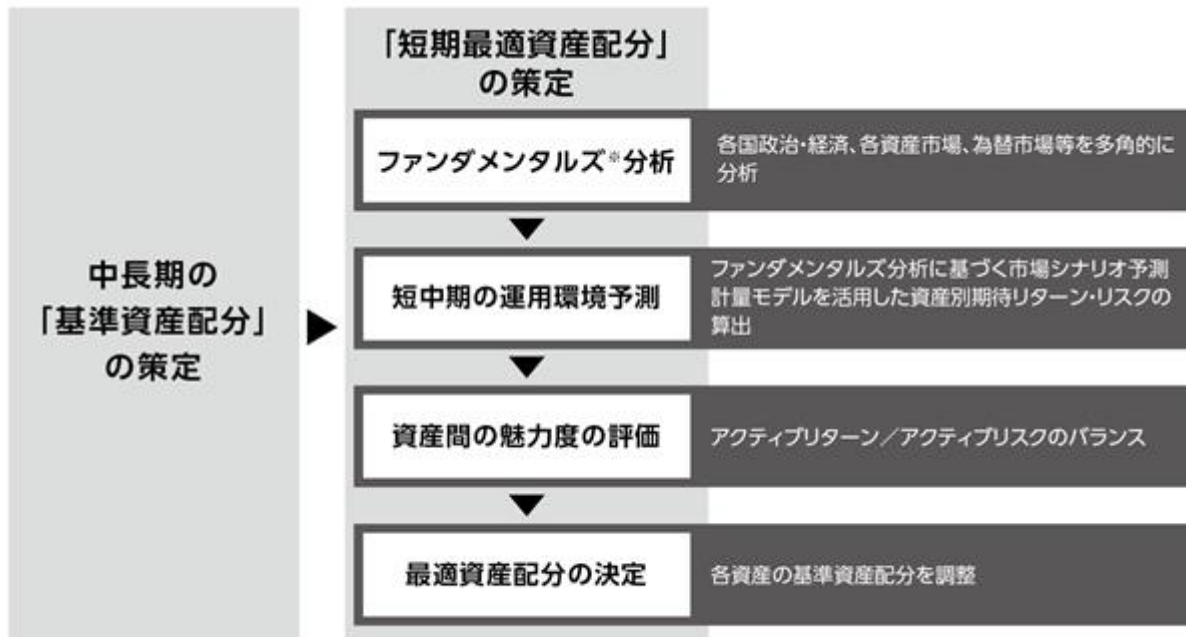 中長期の
「基準資産配分」
の策定
「短期最適資産配分」
の策定
ファンダメンタルズ※分析
各国政治・経済、各資産市場、為替市場等を多角的に
分析
短中期の運用環境予測
ファンダメンタルズ分析に基づく市場シナリオ予測
計量モデルを活用した資産別期待リターン・リスクの
算出
資産間の魅力度の評価
アクティブリターン／アクティブリスクのバランス
最適資産配分の決定
各資産の基準資産配分を調整